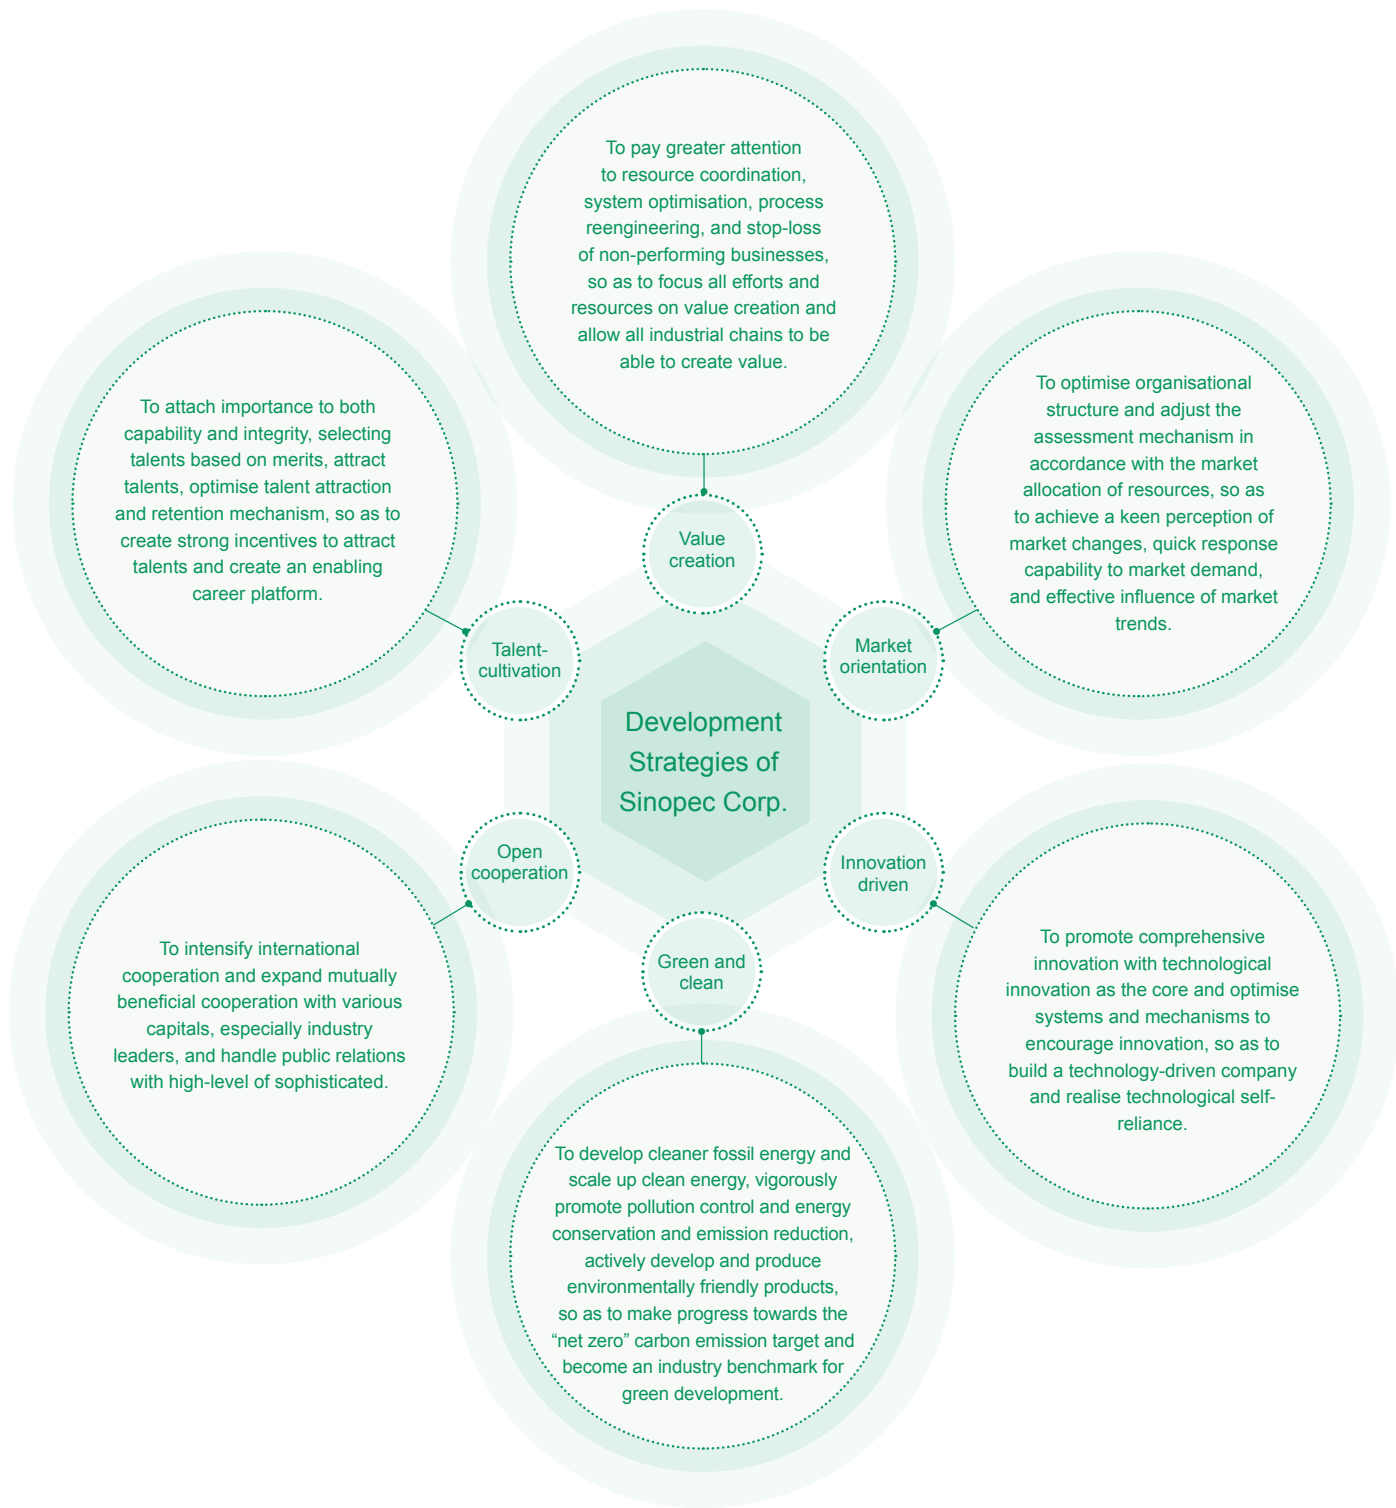 To pay greater attention
to resource coordination,
system optimisation, process
reengineering, and stop-loss
of non-performing businesses,
so as to focus all efforts and
resources on value creation and
allow all industrial chains to be
able to create value.
To attach importance to both
capability and integrity, selecting
talents based on merits, attract
talents, optimise talent attraction
and retention mechanism, so as to
create strong incentives to attract
talents and create an enabling
career platform.
To optimise organisational
structure and adjust the
assessment mechanism in
accordance with the market
allocation of resources, so as
to achieve a keen perception of
market changes, quick response
capability to market demand,
and effective influence of market
trends.
Value
creation
Talent-
cultivation
Market
orientation
Development
Strategies of
Sinopec Corp.
Open
cooperation
Innovation
driven
Green and
clean
To intensify international
cooperation and expand mutually
beneficial cooperation with various
capitals, especially industry
leaders, and handle public relations
with high-level of sophisticated.
To promote comprehensive
innovation with technological
innovation as the core and optimise
systems and mechanisms to
encourage innovation, so as to
build a technology-driven company
and realise technological self-
reliance.
To develop cleaner fossil energy and
scale up clean energy, vigorously
promote pollution control and energy
conservation and emission reduction,
actively develop and produce
environmentally friendly products,
so as to make progress towards the
“net zero” carbon emission target and
become an industry benchmark for
green development.